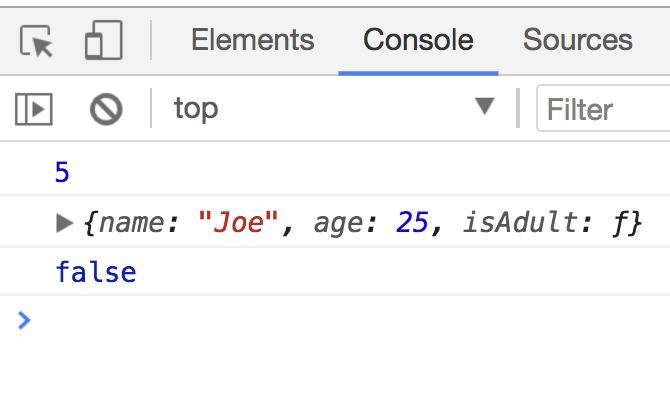 Elements Console Sources
top Filter
5
{name: "Joe", age: 25, isAdult: ƒ}
false